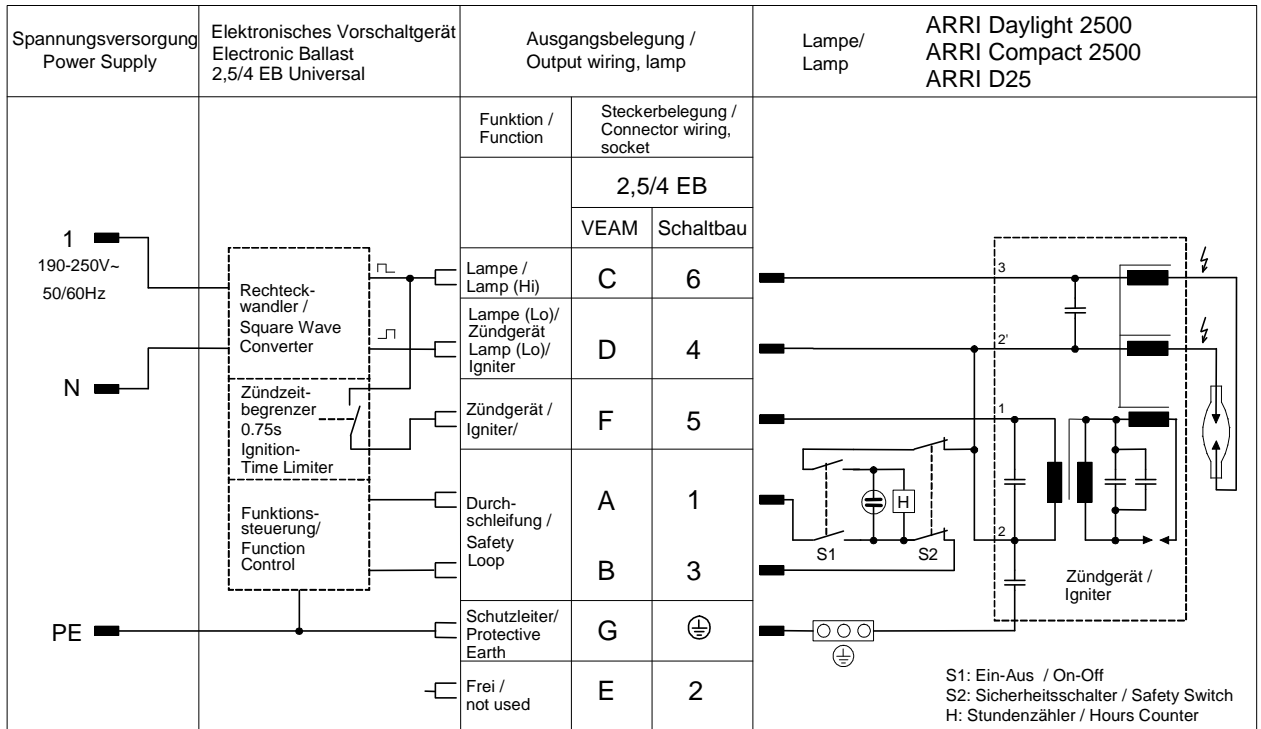 Spannungsversorgung
Power Supply
Elektronisches Vorschaltgerät
Electronic Ballast
2,5/4 EB Universal
Ausgangsbelegung /
Output wiring, lamp
Lampe/
Lamp
ARRI Daylight 2500
ARRI Compact 2500
ARRI D25
Funktion /
Function
Steckerbelegung /
Connector wiring,
socket
2,5/4 EB
VEAM
Schaltbau
1
190-250V~
50/60Hz
N
PE
Rechteck-
wandler /
Square Wave
Converter
Zündzeit-
begrenzer
0.75s
Ignition-
Time Limiter
Funktions-
steuerung/
Function
Control
Lampe /
Lamp (Hi)
C
6
Lampe (Lo)/
Zündgerät
Lamp (Lo)/
Igniter
D
4
Zündgerät /
Igniter/
F
5
Durch-
schleifung /
Safety
Loop
A
1
B
3
Schutzleiter/
Protective
Earth
G
Frei /
not used
E
2
3
2'
1
2
H
S1
S2
Zündgerät /
Igniter
S1: Ein-Aus / On-Off
S2: Sicherheitsschalter / Safety Switch
H: Stundenzähler / Hours Counter